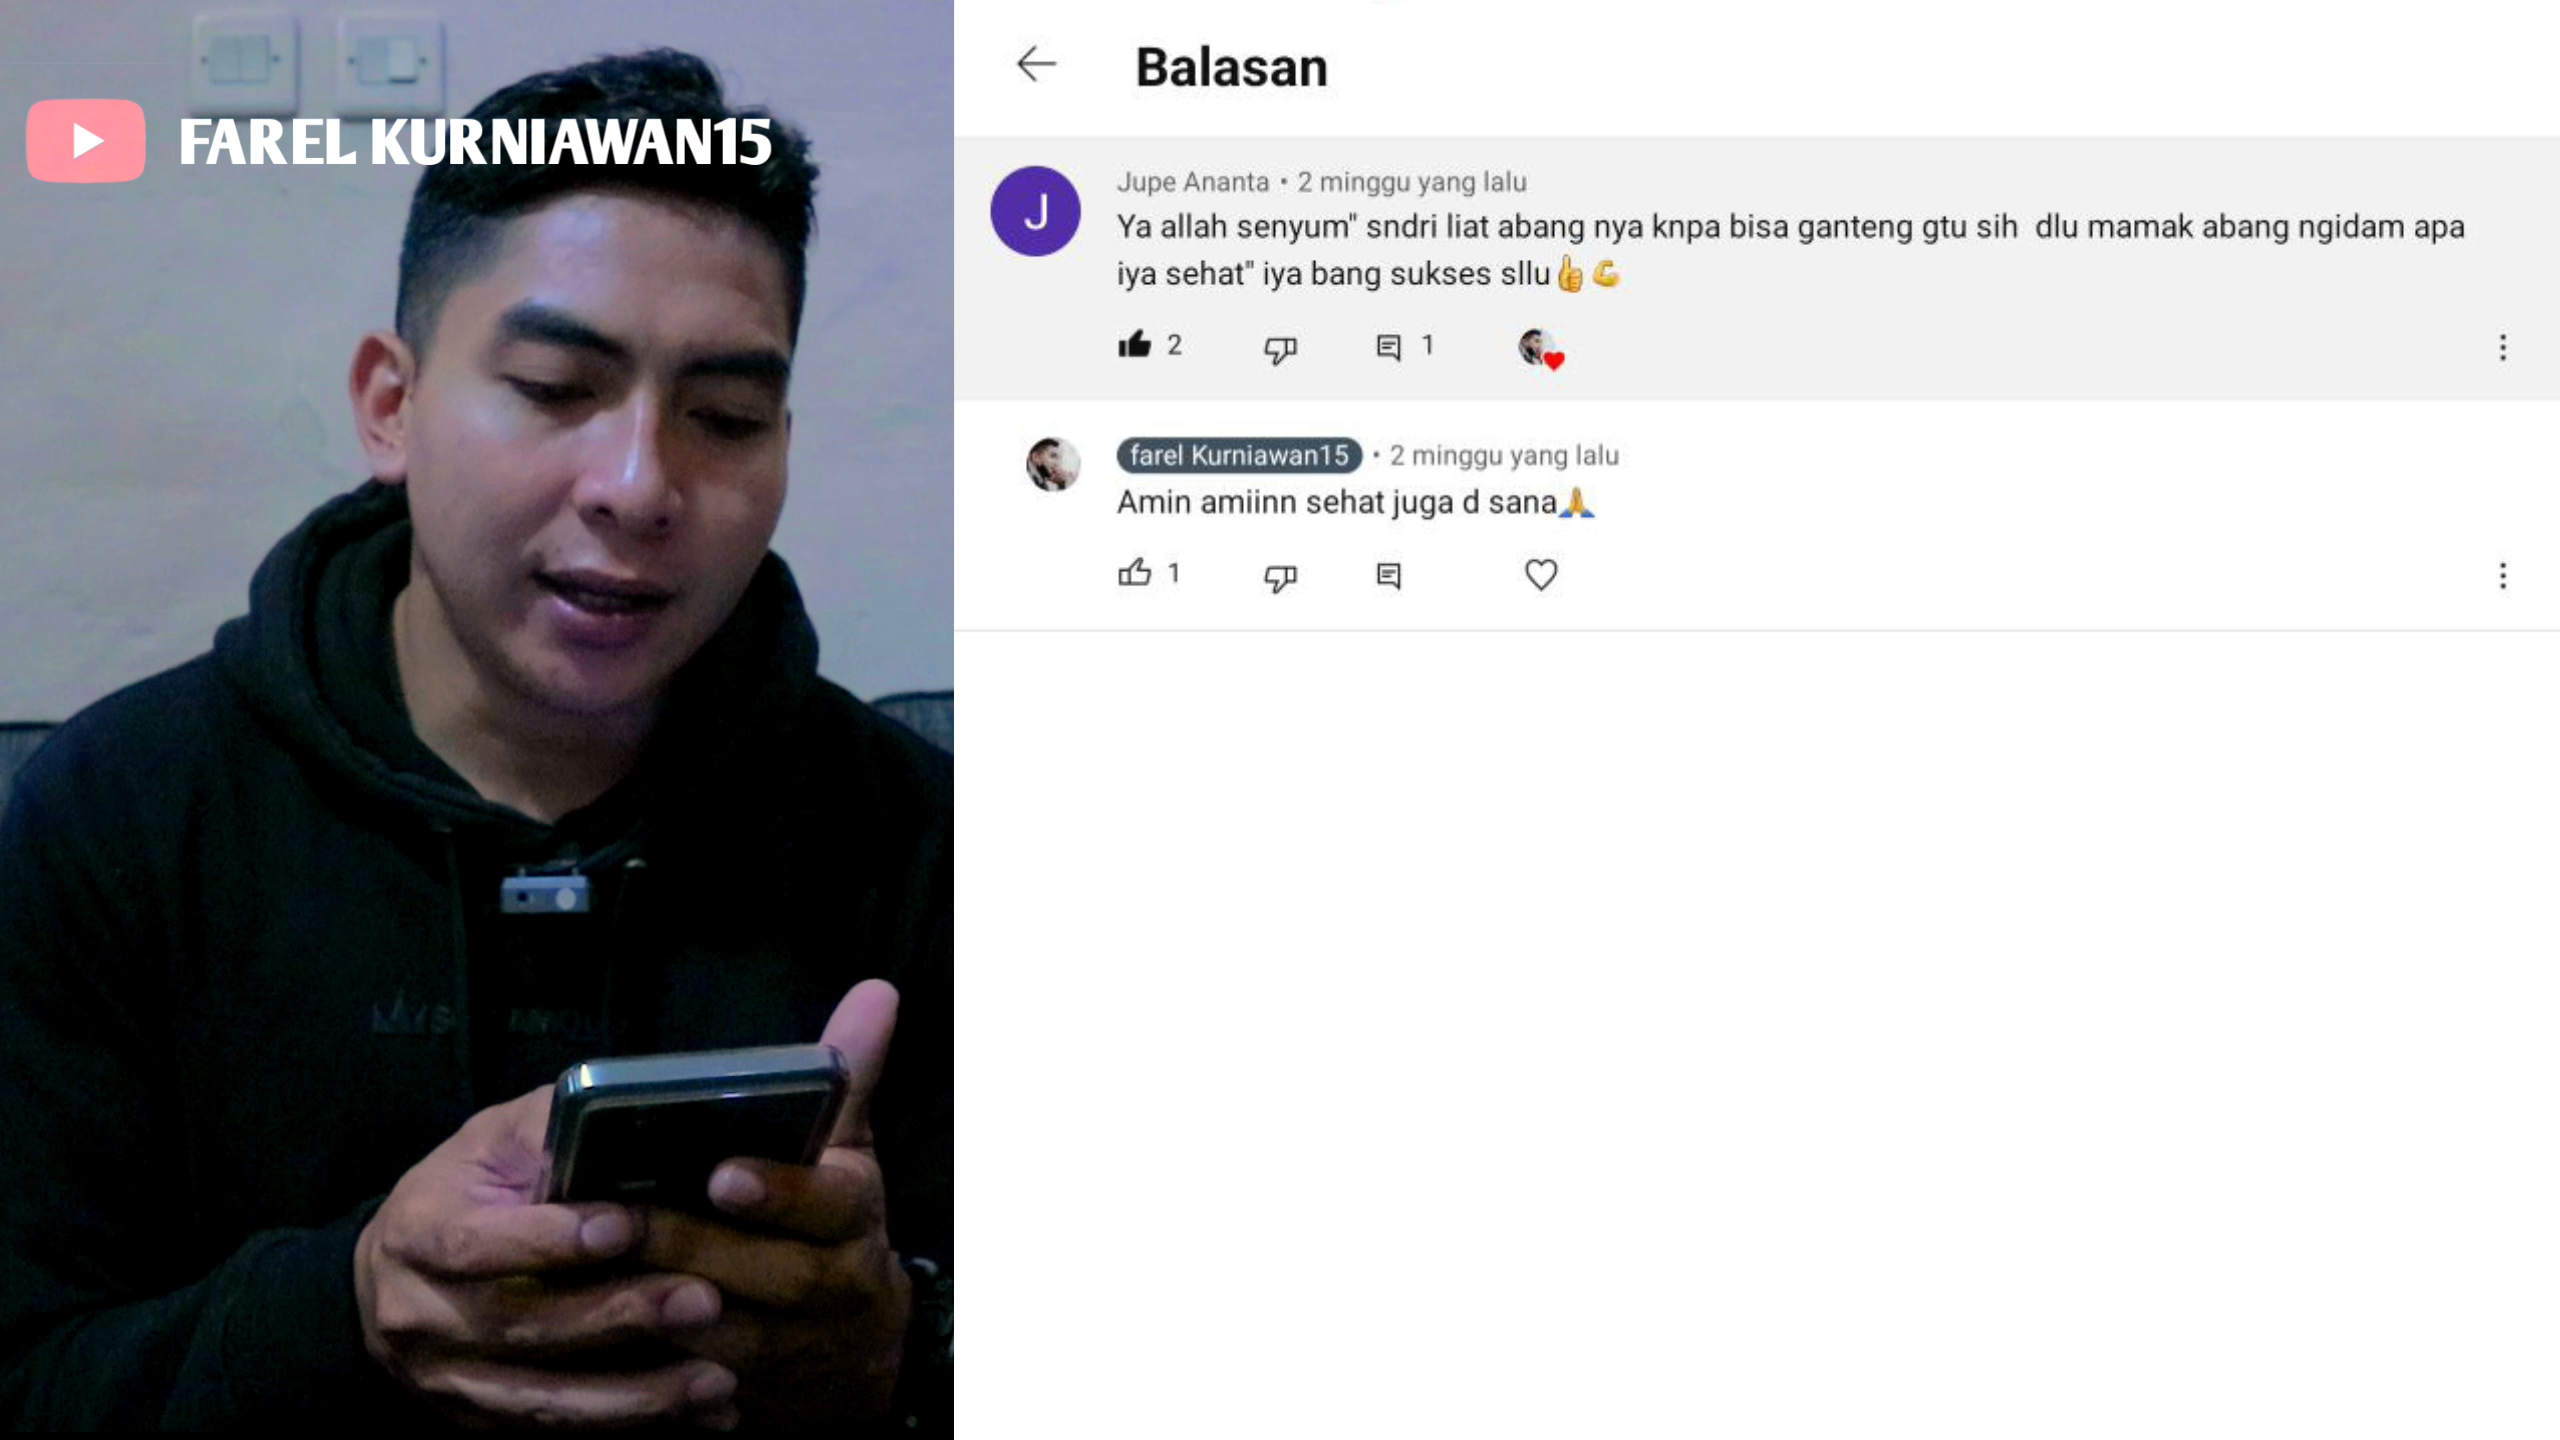 FAREL KURNIAWAN15
Balasan
J
Jupe Ananta • 2 minggu yang lalu
Ya allah senyum" sndri liat abang nya knpa bisa ganteng gtu sih  dlu mamak abang ngidam apa
iya sehat" iya bang sukses sllu👍💪
2
1
farel Kurniawan15 • 2 minggu yang lalu
Amin amiinn sehat juga d sana🙏
1